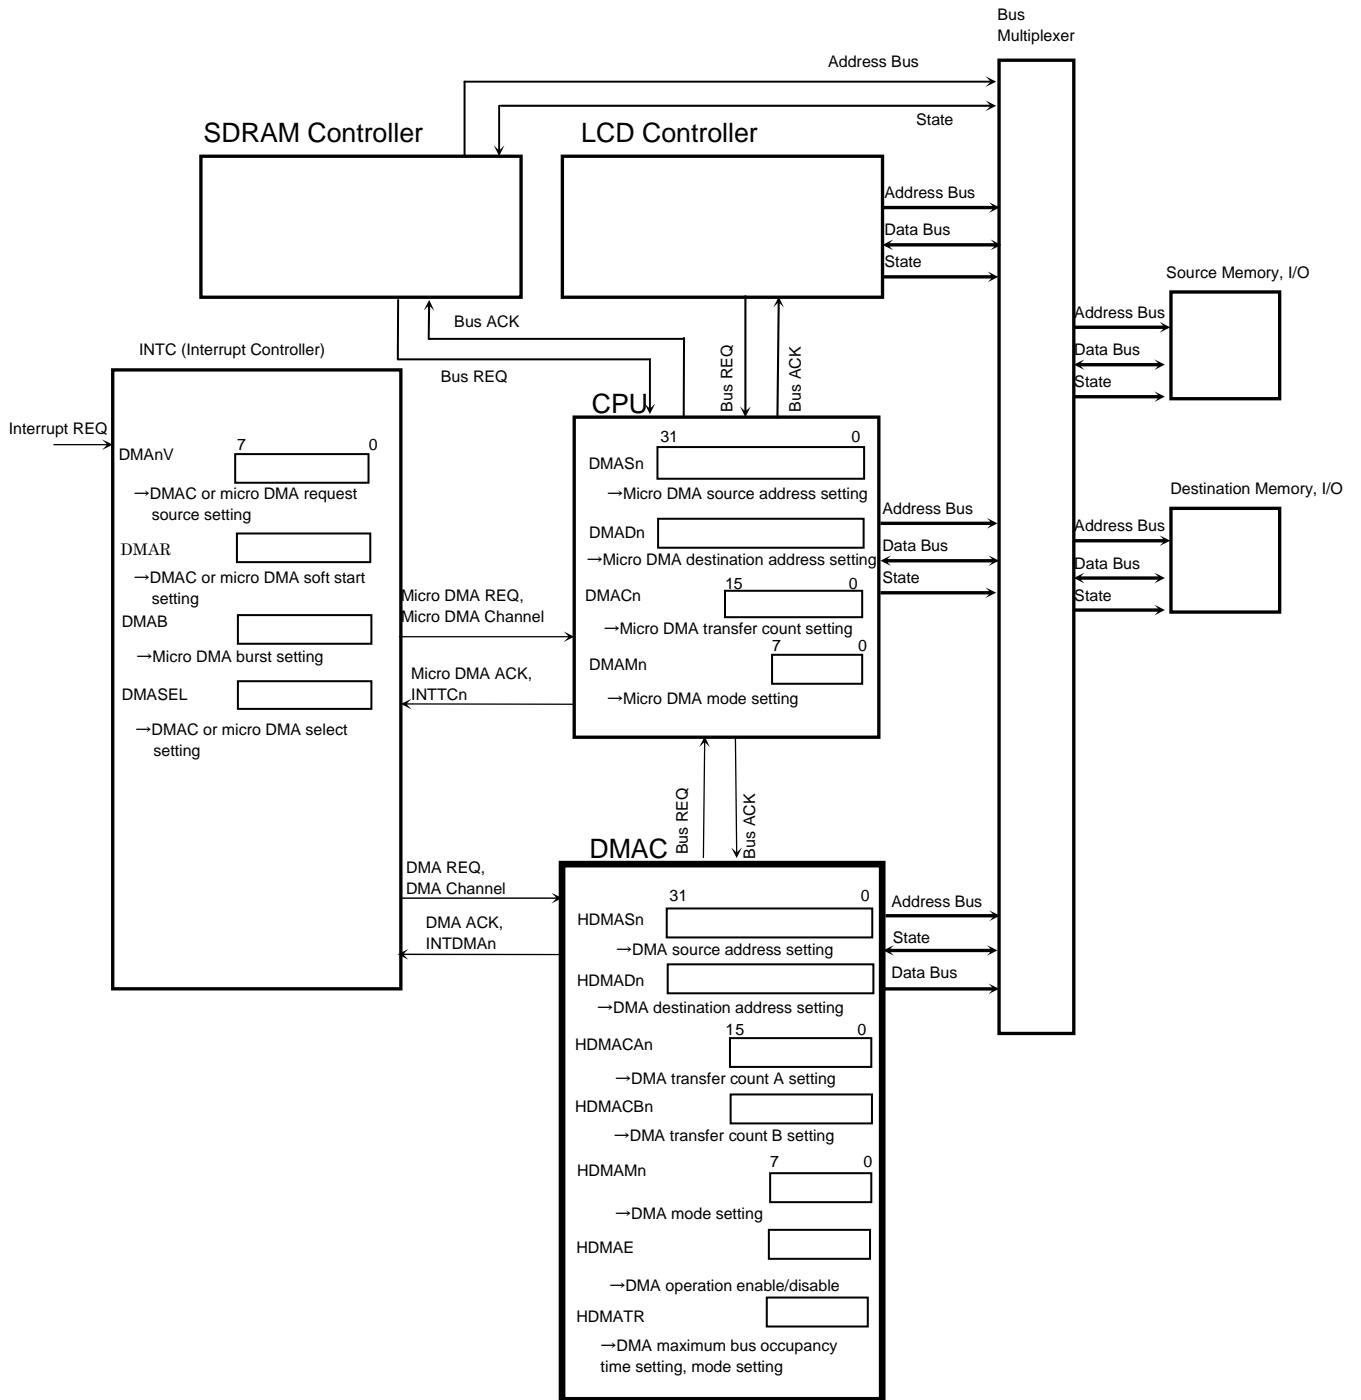 Bus
Multiplexer
Address Bus
State
SDRAM Controller
LCD Controller
Address Bus
Data Bus
State
Source Memory, I/O
Address Bus
Data Bus
State
Bus ACK
Bus REQ
Bus REQ
Bus ACK
INTC (Interrupt Controller)
Interrupt REQ
DMAnV
7 0
→DMAC or micro DMA request
source setting
DMAR
→DMAC or micro DMA soft start
setting
DMAB
→Micro DMA burst setting
DMASEL
→DMAC or micro DMA select
setting
Micro DMA REQ,
Micro DMA Channel
Micro DMA ACK,
INTTCn
CPU
31 0
DMASn
→Micro DMA source address setting
DMADn
→Micro DMA destination address setting
DMACn
15 0
→Micro DMA transfer count setting
DMAMn
7 0
→Micro DMA mode setting
Address Bus
Data Bus
State
Destination Memory, I/O
Address Bus
Data Bus
State
Bus REQ
Bus ACK
DMAC
DMA REQ,
DMA Channel
DMA ACK,
INTDMAn
31 0
HDMASn
→DMA source address setting
HDMADn
→DMA destination address setting
15 0
HDMACAn
→DMA transfer count A setting
HDMACBn
→DMA transfer count B setting
7 0
HDMAMn
→DMA mode setting
HDMAE
→DMA operation enable/disable
HDMATR
→DMA maximum bus occupancy
time setting, mode setting
Address Bus
State
Data Bus